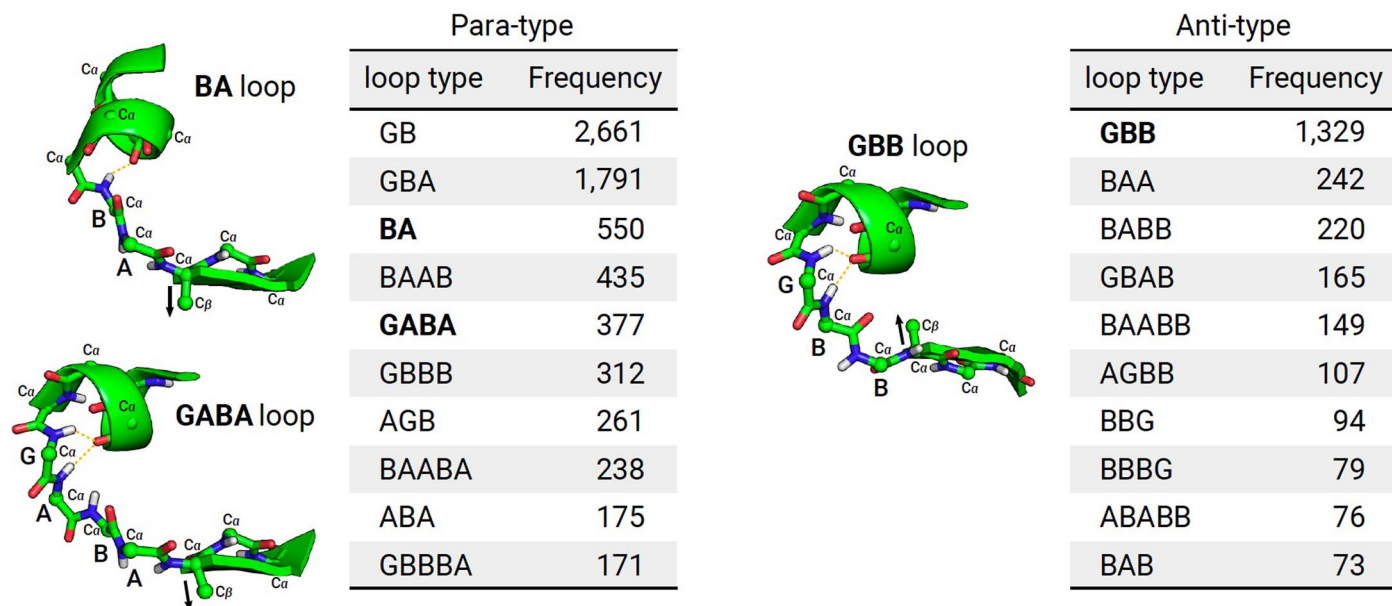 Para-type
loop type Frequency
GB 2,661
GBA 1,791
BA 550
BAAB 435
GABA 377
GBBB 312
AGB 261
BAABA 238
ABA 175
GBBBA 171
Anti-type
loop type Frequency
GBB 1,329
BAA 242
BABB 220
GBAB 165
BAABB 149
AGBB 107
BBG 94
BBBG 79
ABABB 76
BAB 73
BA loop
Cα
Cα
Cα
Cα
B
Cα
A
Cα
Cα
Cα
Cα
Cβ
GABA loop
Cα
Cα
Cα
G
Cα
A
Cα
B
Cα
Cα
A
Cα
Cα
Cα
Cβ
GBB loop
Cα
Cα
Cα
G
Cα
B
Cα
B
Cα
Cβ
Cα
Cα
Cα